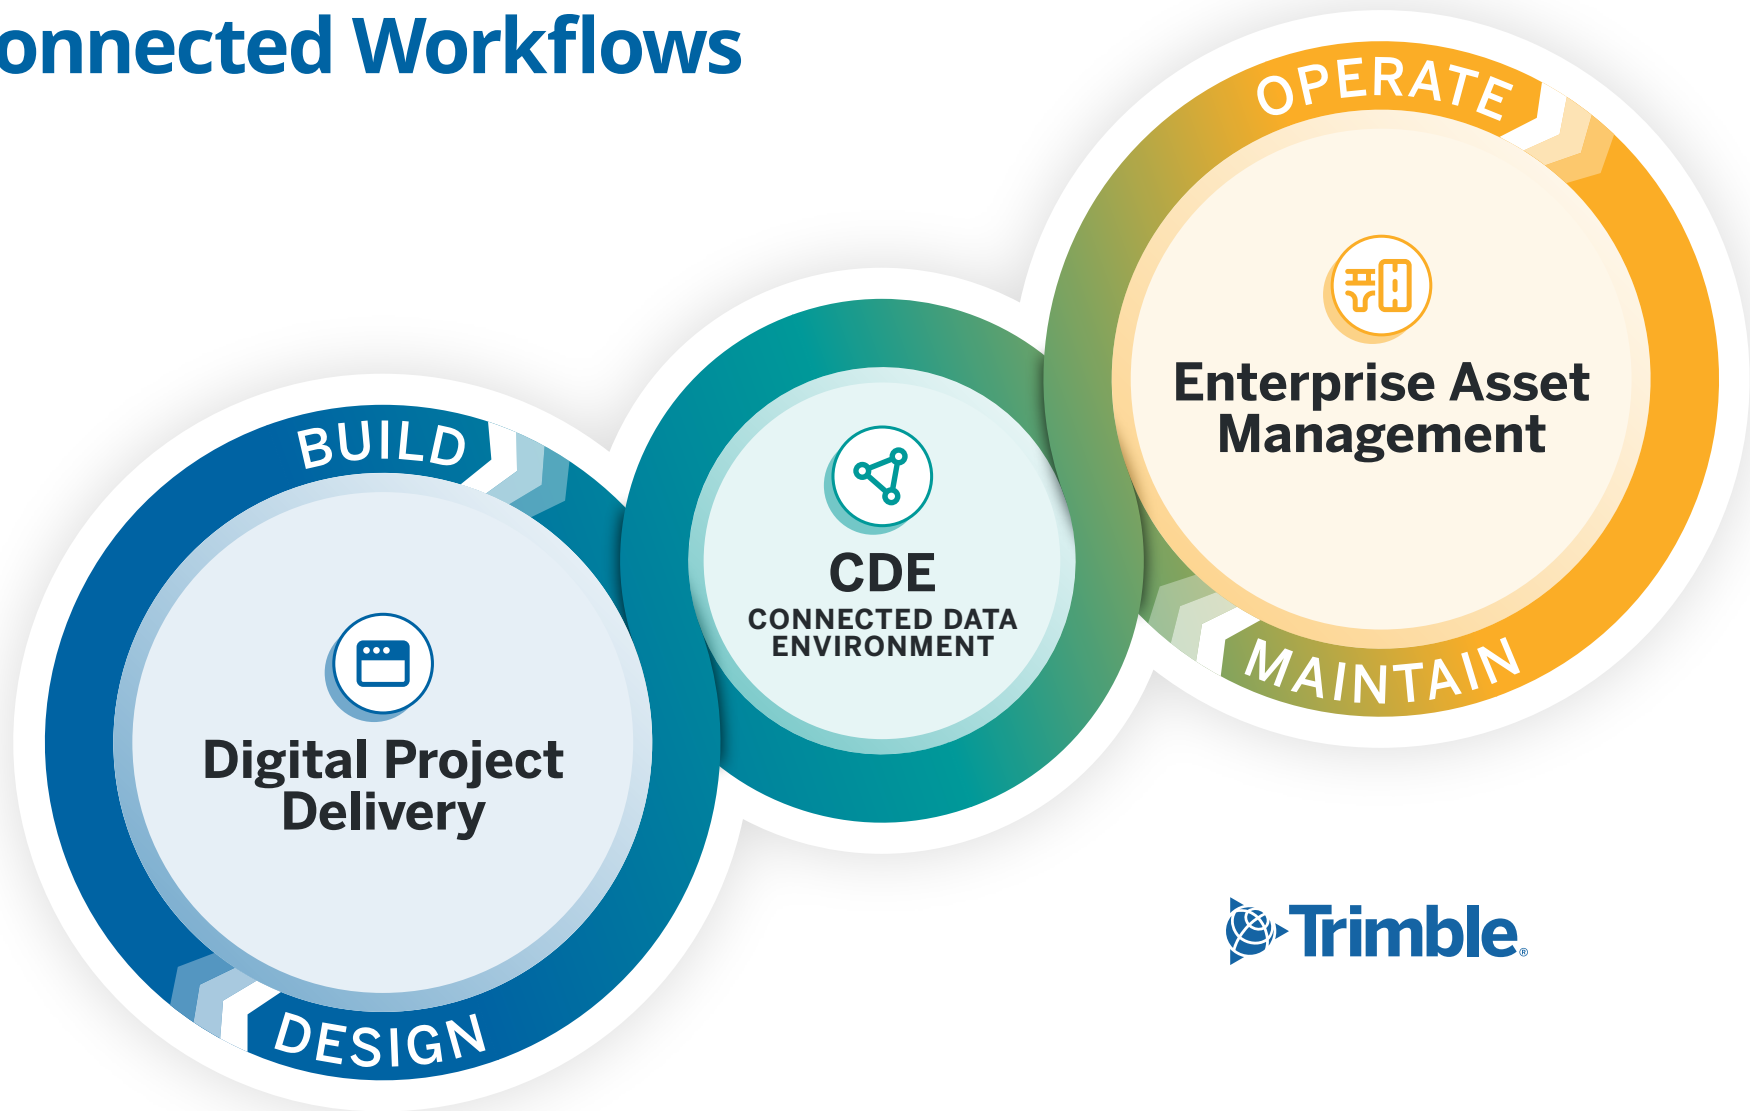 onnected Workflows
OPERATE
Enterprise Asset
Management
MAINTAIN
CDE
CONNECTED DATA
ENVIRONMENT
BUILD
Digital Project
Delivery
DESIGN
Trimble®